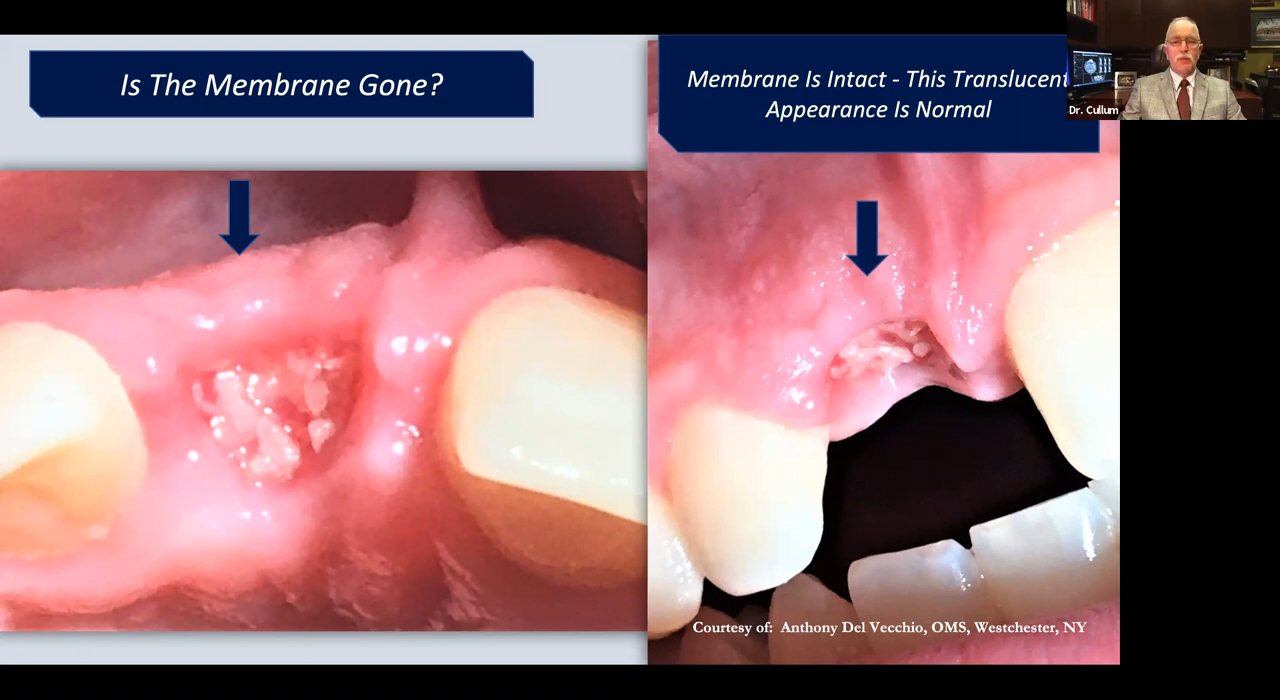 Is The Membrane Gone?
Membrane Is Intact - This Translucent
Appearance Is Normal
Dr. Cullum
Courtesy of: Anthony Del Vecchio, OMS, Westchester, NY